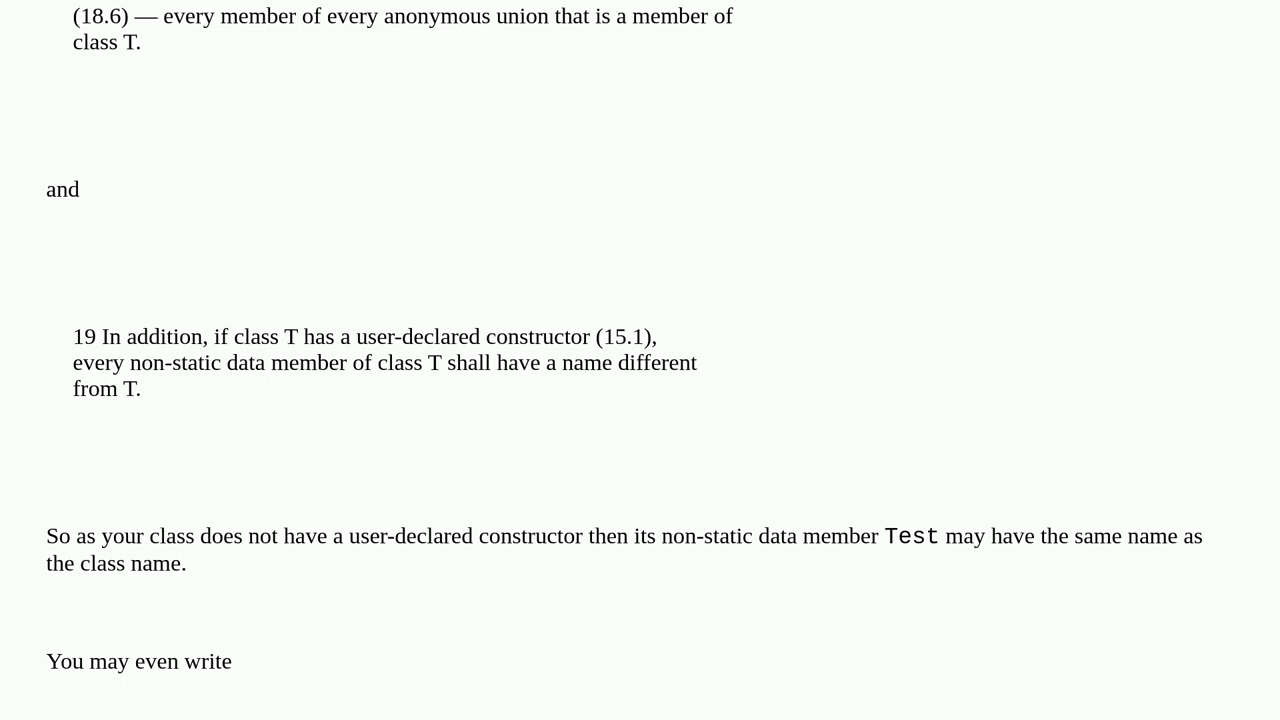 (18.6) — every member of every anonymous union that is a member of
class T.
and
19 In addition, if class T has a user-declared constructor (15.1),
every non-static data member of class T shall have a name different
from T.
So as your class does not have a user-declared constructor then its non-static data member Test may have the same name as
the class name.
You may even write